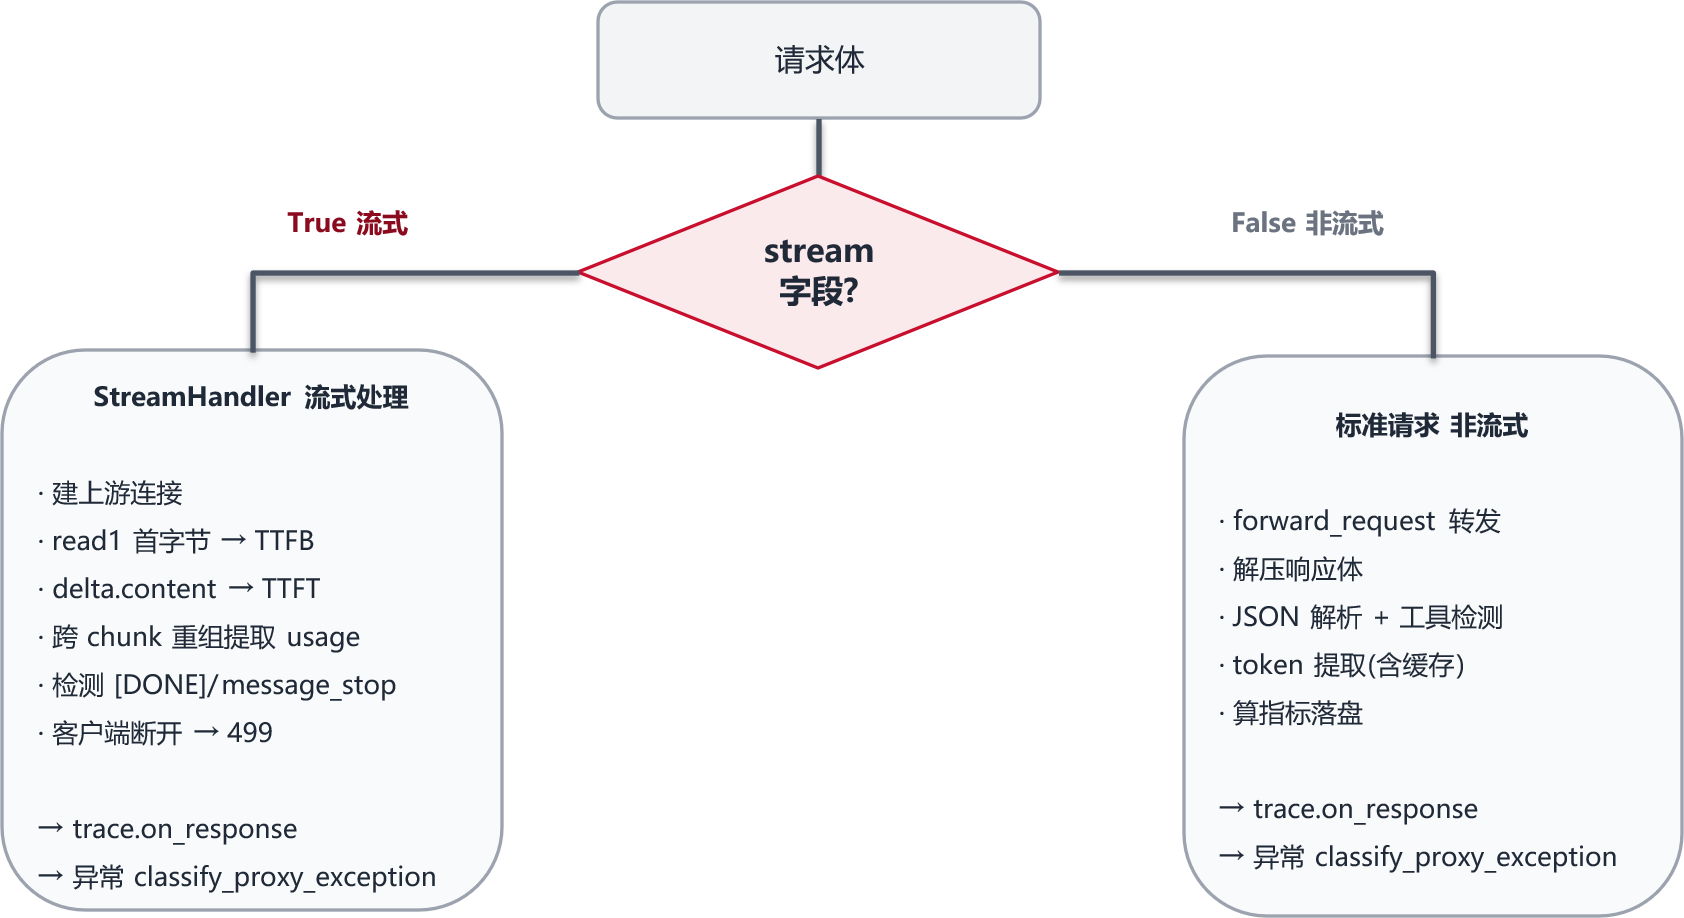 请求体
True 流式
stream
字段?
False 非流式
StreamHandler 流式处理
· 建上游连接
· read1 首字节 → TTFB
· delta.content → TTFT
· 跨 chunk 重组提取 usage
· 检测 [DONE]/message_stop
· 客户端断开 → 499
→ trace.on_response
→ 异常 classify_proxy_exception
标准请求 非流式
· forward_request 转发
· 解压响应体
· JSON 解析 + 工具检测
· token 提取(含缓存)
· 算指标落盘
→ trace.on_response
→ 异常 classify_proxy_exception